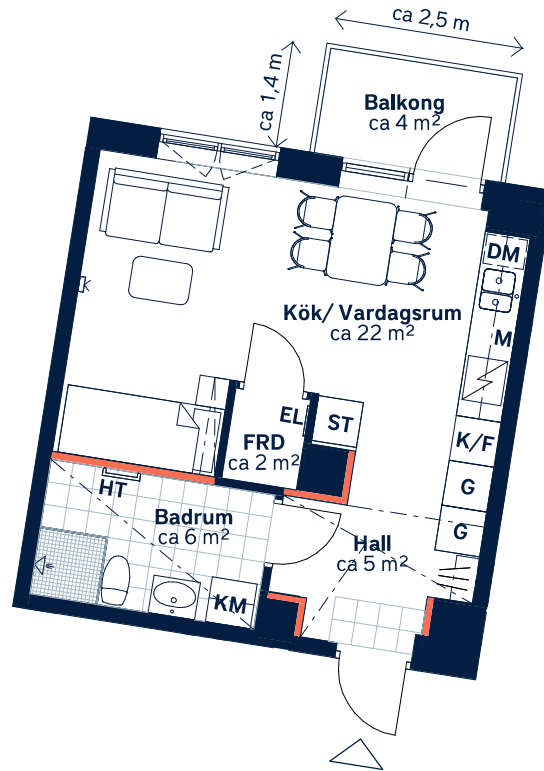 ca 2,5 m
ca 1,4 m
Balkong
ca 4 m²
DM
Kök/ Vardagsrum
ca 22 m²
M
EL
ST
FRD
ca 2 m²
K/F
G
HT
Badrum
ca 6 m²
G
Hall
ca 5 m²
KM
K